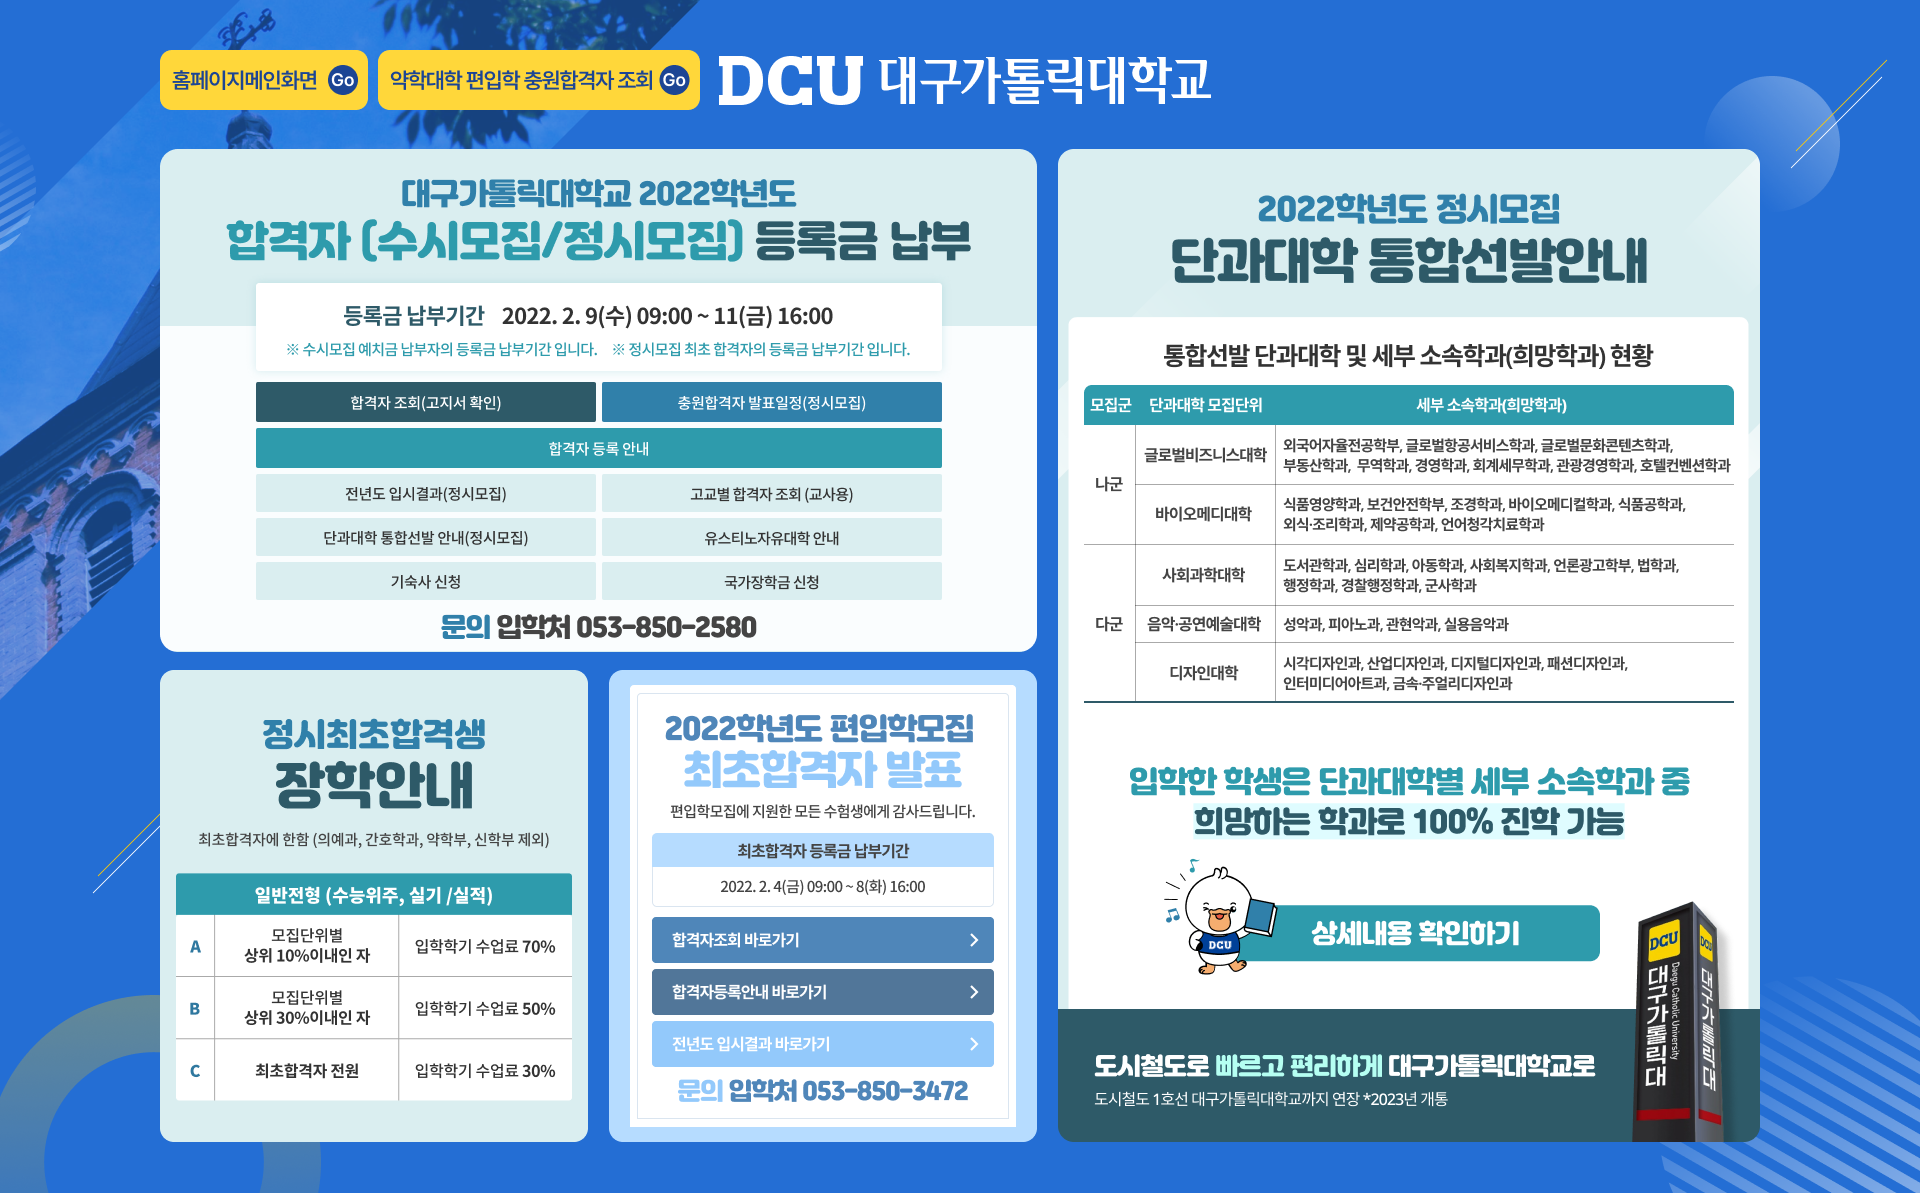 홈페이지메인화면 Go
약학대학 편입학 충원합격자 조회 Go
DCU 대구가톨릭대학교
대구가톨릭대학교 2022학년도
합격자 (수시모집/정시모집) 등록금 납부
등록금 납부기간 2022. 2. 9(수) 09:00 ~ 11(금) 16:00
※ 수시모집 예치금 납부자의 등록금 납부기간 입니다. ※ 정시모집 최초 합격자의 등록금 납부기간 입니다.
합격자 조회(고지서 확인)
충원합격자 발표일정(정시모집)
합격자 등록 안내
전년도 입시결과(정시모집)
고교별 합격자 조회 (교사용)
단과대학 통합선발 안내(정시모집)
유스티노자유대학 안내
기숙사 신청
국가장학금 신청
문의 입학처 053-850-2580
정시최초합격생
장학안내
최초합격자에 한함 (의예과, 간호학과, 약학부, 신학부 제외)
일반전형 (수능위주, 실기 /실적)
A
모집단위별
상위 10%이내인 자
입학학기 수업료 70%
B
모집단위별
상위 30%이내인 자
입학학기 수업료 50%
C
최초합격자 전원
입학학기 수업료 30%
2022학년도 편입학모집
최초합격자 발표
편입학모집에 지원한 모든 수험생에게 감사드립니다.
최초합격자 등록금 납부기간
2022. 2. 4(금) 09:00 ~ 8(화) 16:00
합격자조회 바로가기
합격자등록안내 바로가기
전년도 입시결과 바로가기
문의 입학처 053-850-3472
2022학년도 정시모집
단과대학 통합선발안내
통합선발 단과대학 및 세부 소속학과(희망학과) 현황
모집군 단과대학 모집단위 세부 소속학과(희망학과)
나군
글로벌비즈니스대학
외국어자율전공학부, 글로벌항공서비스학과, 글로벌문화콘텐츠학과,
부동산학과, 무역학과, 경영학과, 회계세무학과, 관광경영학과, 호텔컨벤션학과
바이오메디대학
식품영양학과, 보건안전학부, 조경학과, 바이오메디컬학과, 식품공학과,
외식·조리학과, 제약공학과, 언어청각치료학과
다군
사회과학대학
도서관학과, 심리학과, 아동학과, 사회복지학과, 언론광고학부, 법학과,
행정학과, 경찰행정학과, 군사학과
음악·공연예술대학
성악과, 피아노과, 관현악과, 실용음악과
디자인대학
시각디자인과, 산업디자인과, 디지털디자인과, 패션디자인과,
인터미디어아트과, 금속·주얼리디자인과
입학한 학생은 단과대학별 세부 소속학과 중
희망하는 학과로 100% 진학 가능
DCU
상세내용 확인하기
도시철도로 빠르고 편리하게 대구가톨릭대학교로
도시철도 1호선 대구가톨릭대학교까지 연장 *2023년 개통
DCU
대구가톨릭대
Daegu Catholic University
DCU
대구가톨릭대